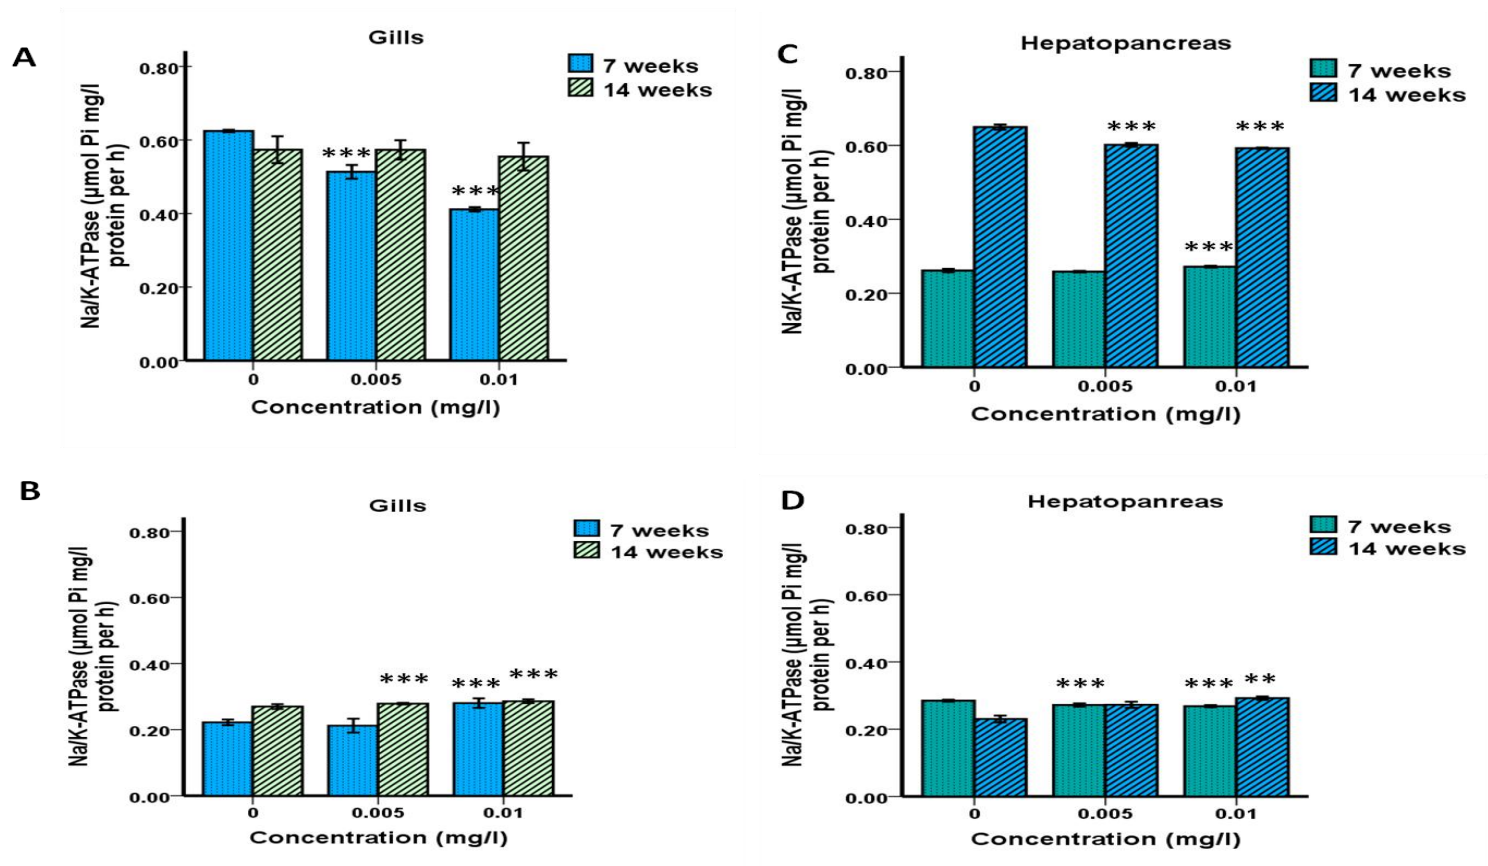 A
Gills
7 weeks
14 weeks
Na/K-ATPase (μmol Pi mg/l
protein per h)
0.80
0.60
0.40
0.20
0.00
***
***
0
0.005
0.01
Concentration (mg/l)
C
Hepatopancreas
7 weeks
14 weeks
Na/K-ATPase (μmol Pi mg/l
protein per h)
0.80
0.60
0.40
0.20
0.00
***
***
***
0
0.005
0.01
Concentration (mg/l)
B
Gills
7 weeks
14 weeks
Na/K-ATPase (μmol Pi mg/l
protein per h)
0.80
0.60
0.40
0.20
0.00
***
***
***
0
0.005
0.01
Concentration (mg/l)
D
Hepatopanreas
7 weeks
14 weeks
Na/K-ATPase (μmol Pi mg/l
protein per h)
0.80
0.60
0.40
0.20
0.00
***
***
**
0
0.005
0.01
Concentration (mg/l)